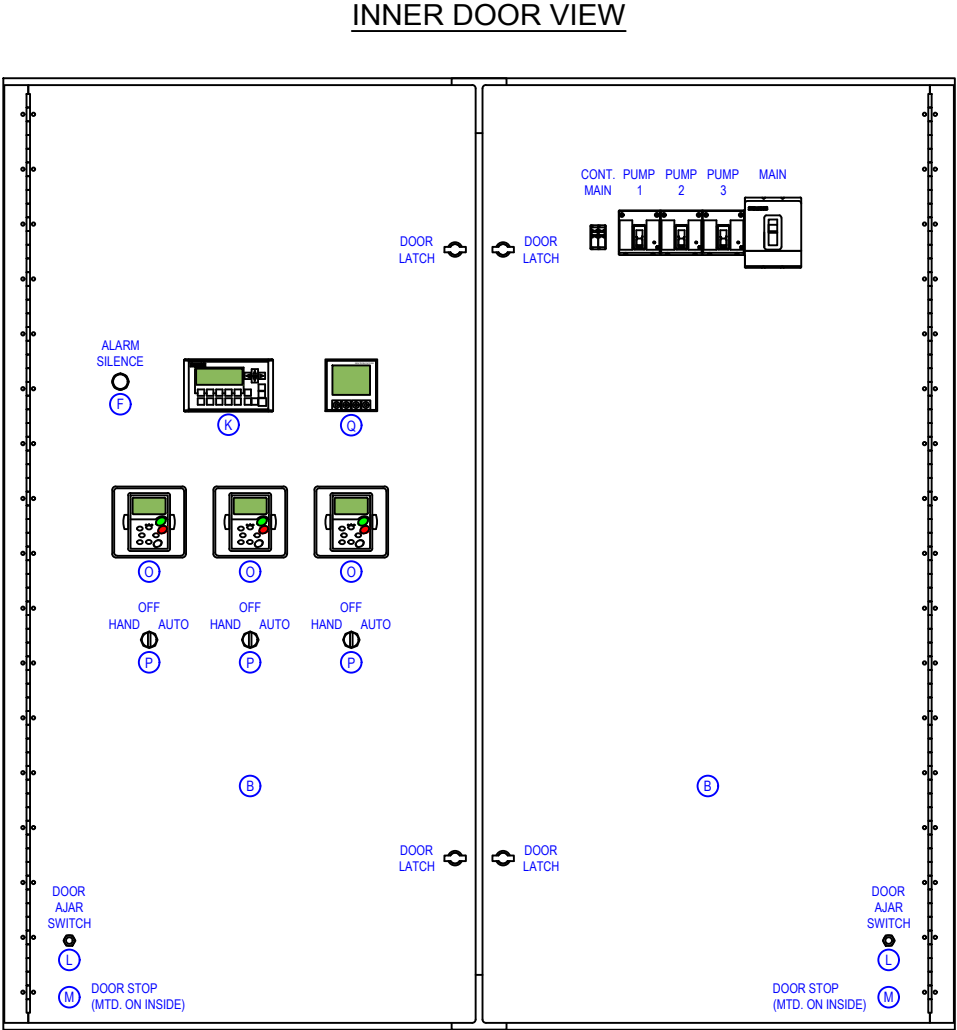 INNER DOOR VIEW
CONT. PUMP PUMP PUMP MAIN
MAIN 1 2 3
DOOR
LATCH
DOOR
LATCH
ALARM
SILENCE
F
K
Q
O O O
OFF OFF OFF
HAND AUTO HAND AUTO HAND AUTO
P P P
B B
DOOR
LATCH
DOOR
LATCH
DOOR
AJAR
SWITCH
L
M DOOR STOP
(MTD. ON INSIDE)
DOOR
AJAR
SWITCH
L
DOOR STOP M
(MTD. ON INSIDE)